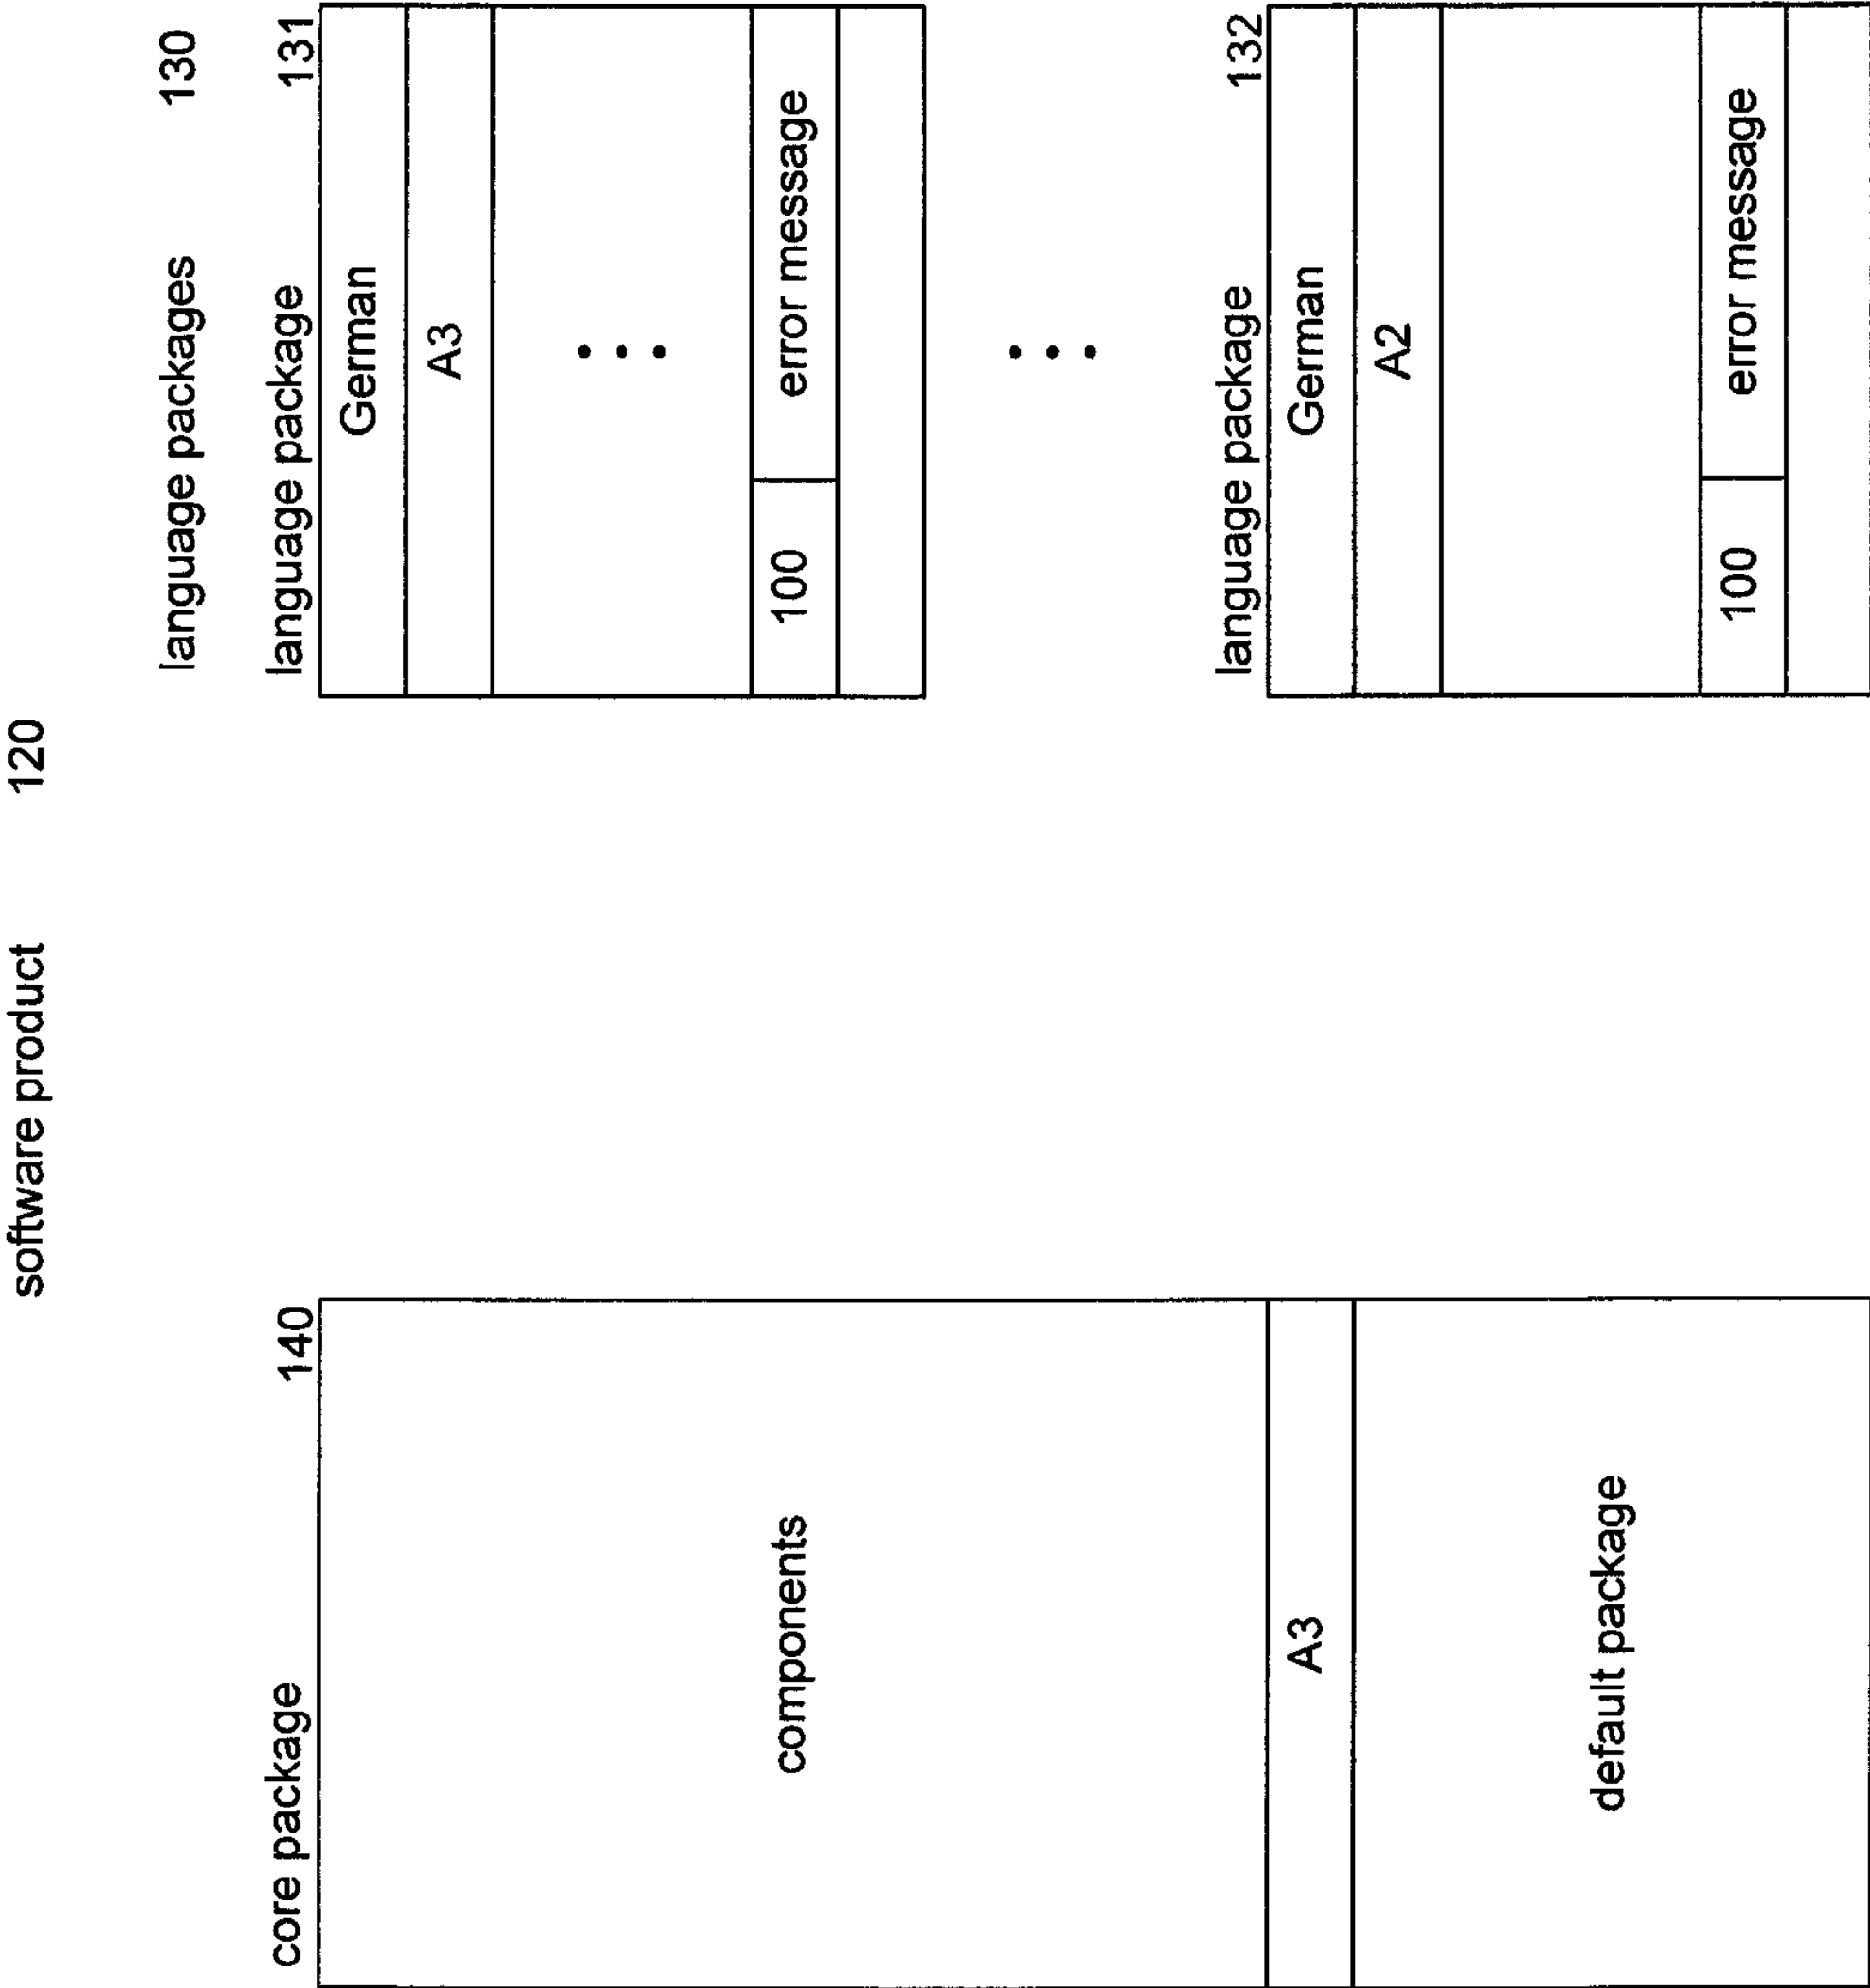 software product 120
core package 140
components
A3
default package
language packages 130
language package 131
German
A3
• • •
100 error message
• • •
language package 132
German
A2
100 error message